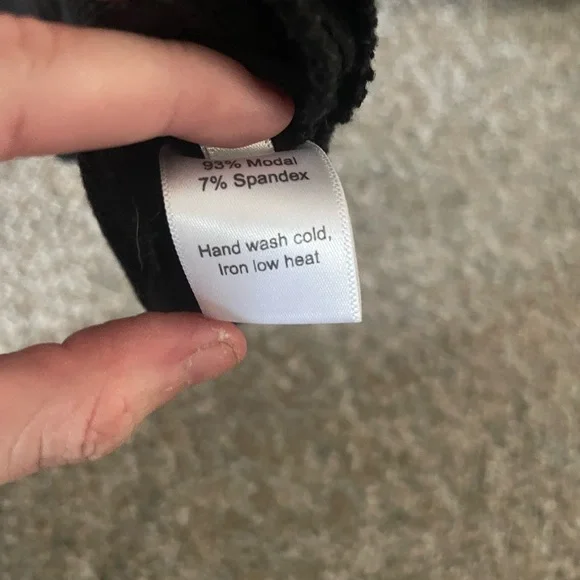 93% Modal
7% Spandex
Hand wash cold,
Iron low heat